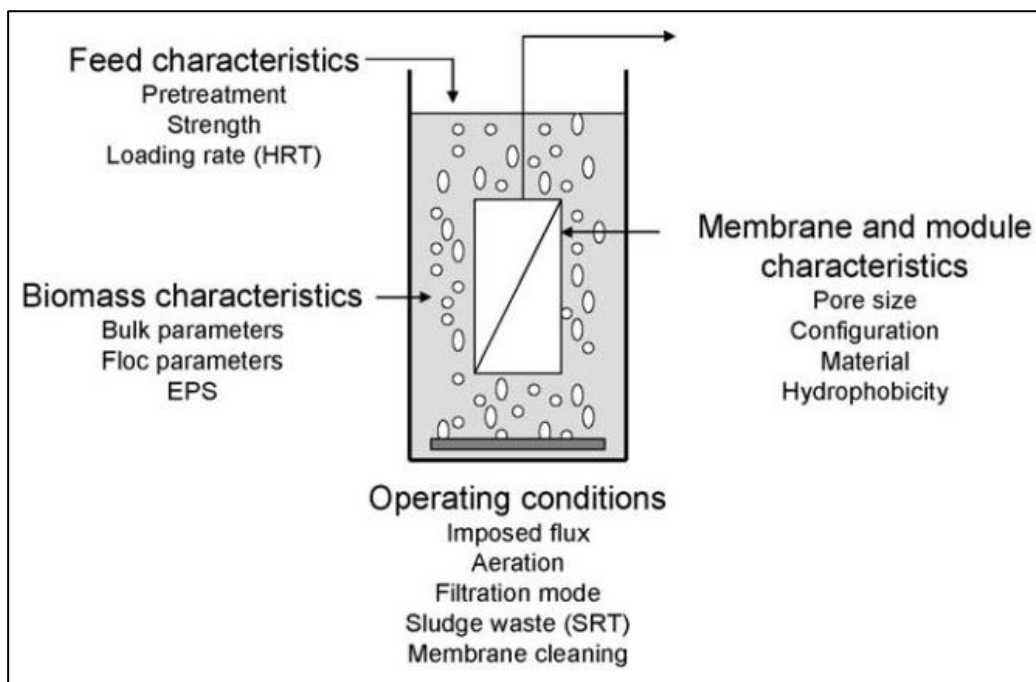 Feed characteristics
Pretreatment
Strength
Loading rate (HRT)
Biomass characteristics
Bulk parameters
Floc parameters
EPS
Membrane and module
characteristics
Pore size
Configuration
Material
Hydrophobicity
Operating conditions
Imposed flux
Aeration
Filtration mode
Sludge waste (SRT)
Membrane cleaning